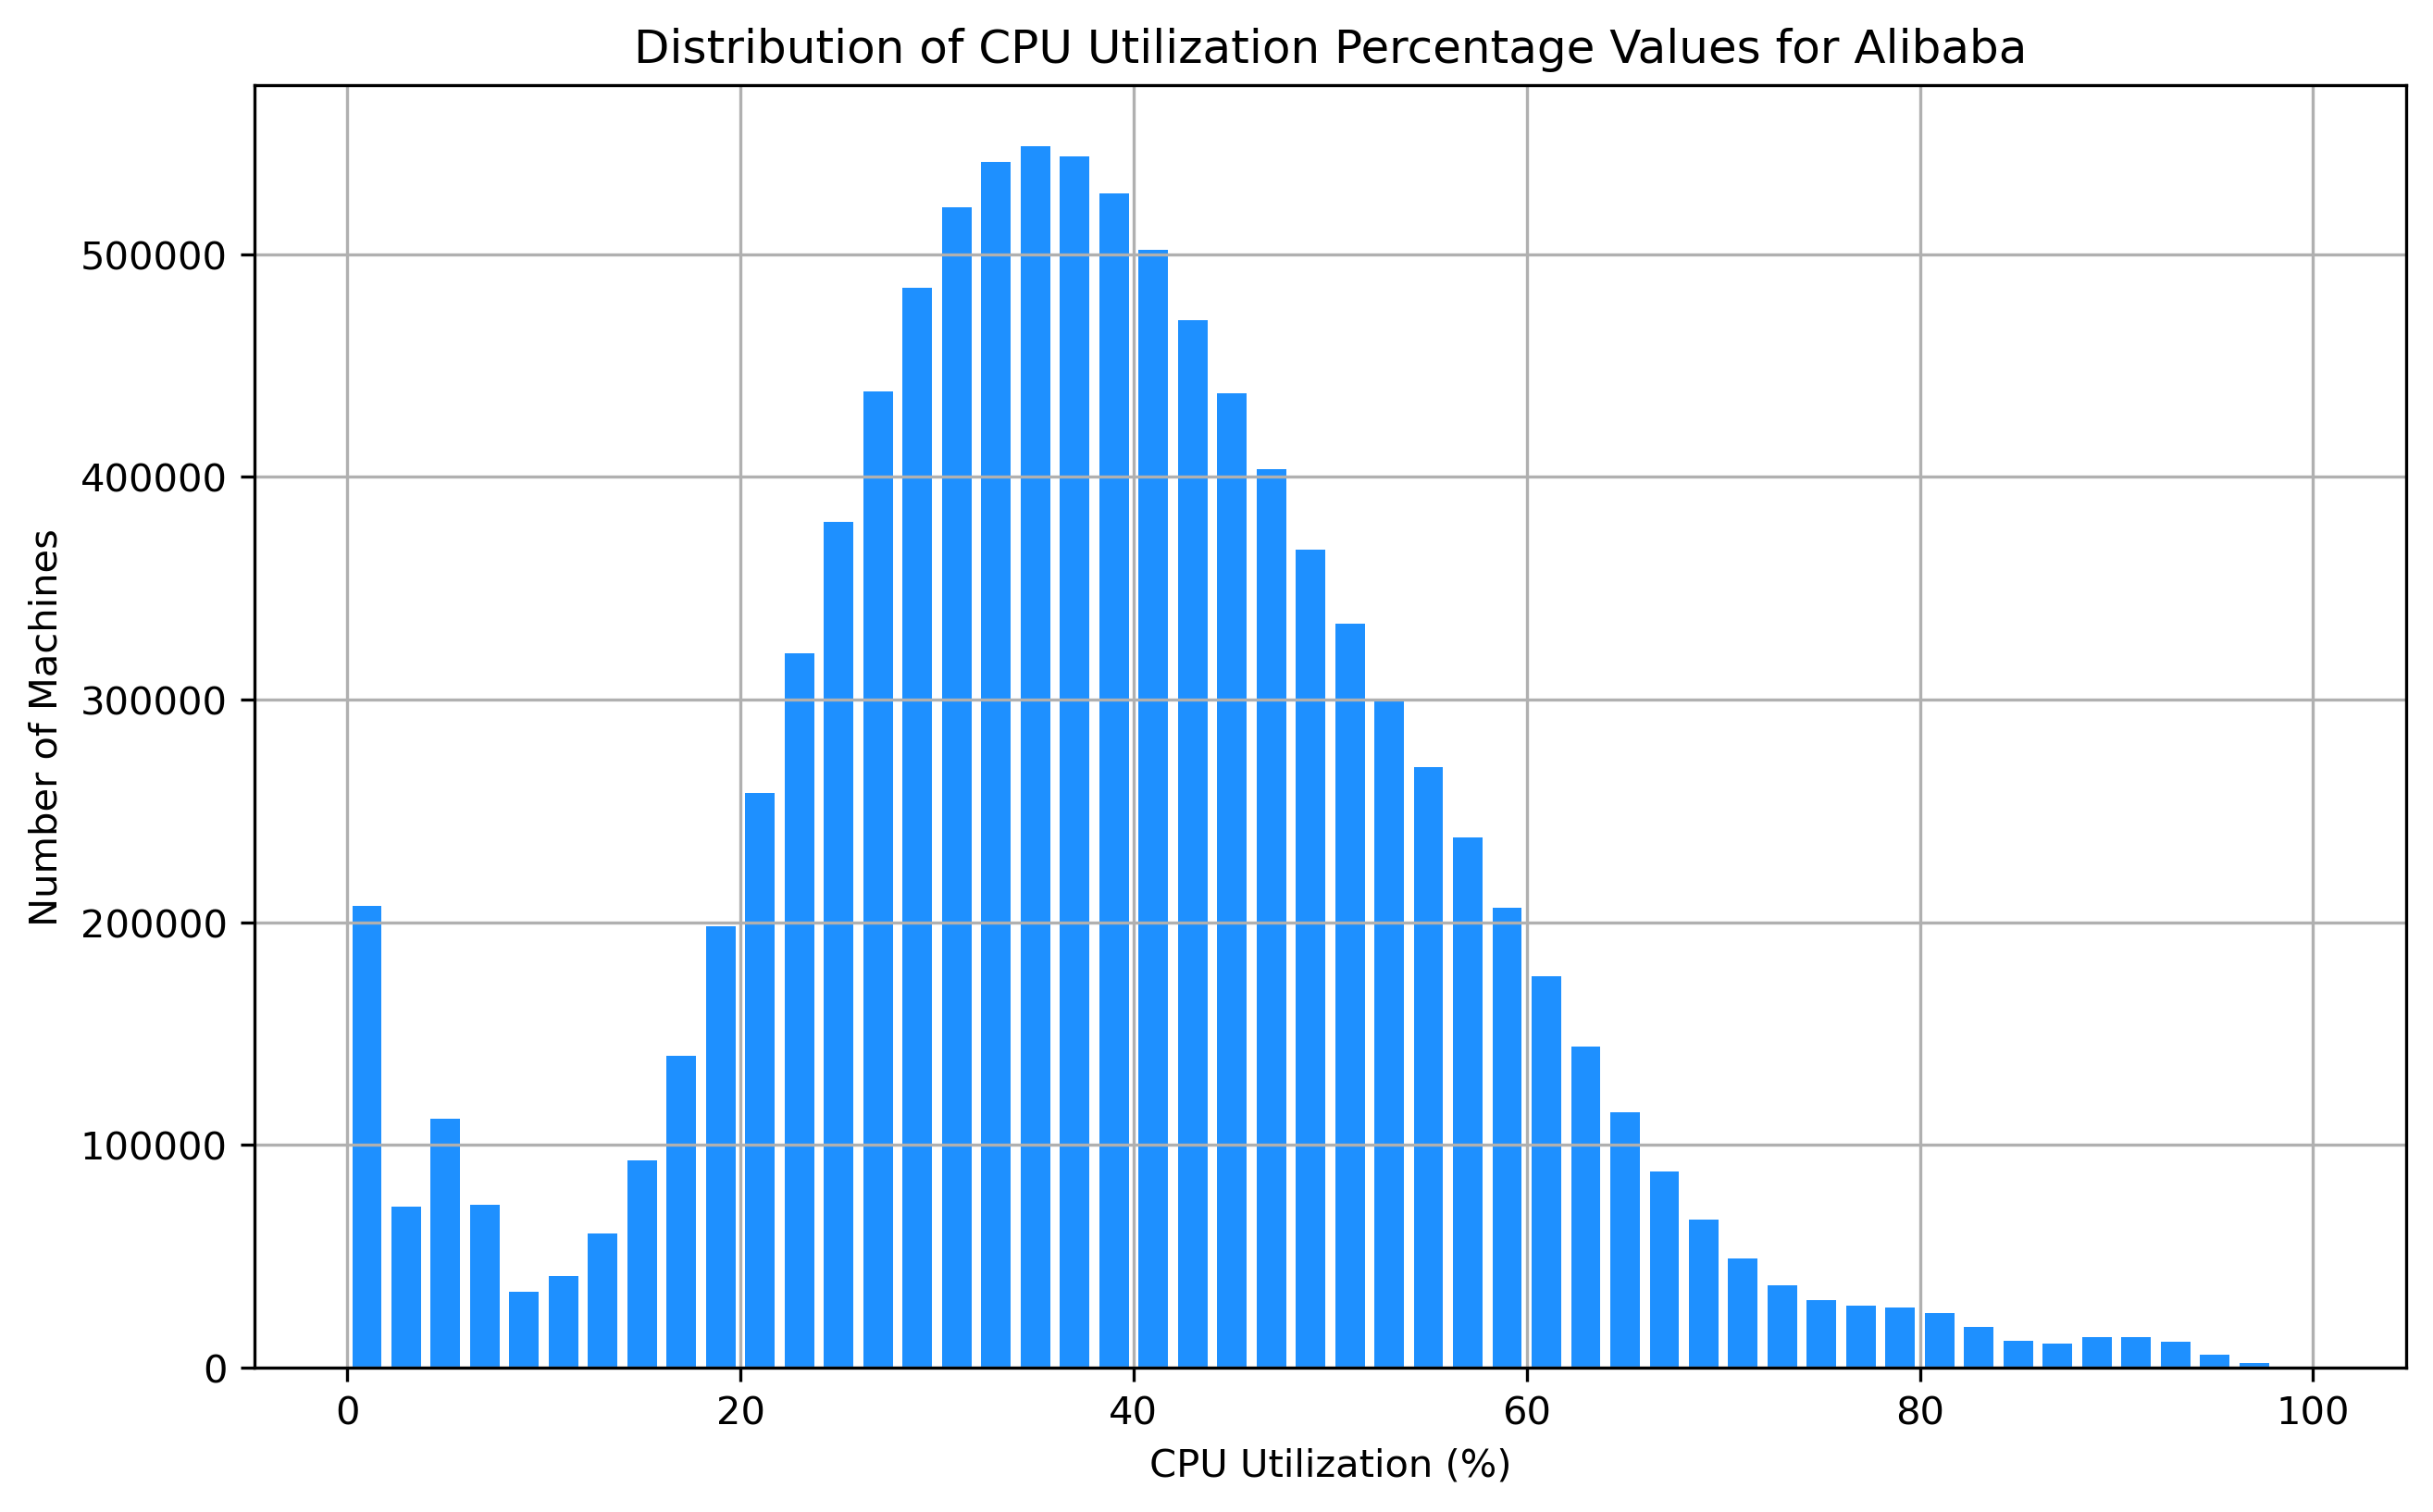 Distribution of CPU Utilization Percentage Values for Alibaba
Number of Machines
500000
400000
300000
200000
100000
0
0 20 40 60 80 100
CPU Utilization (%)